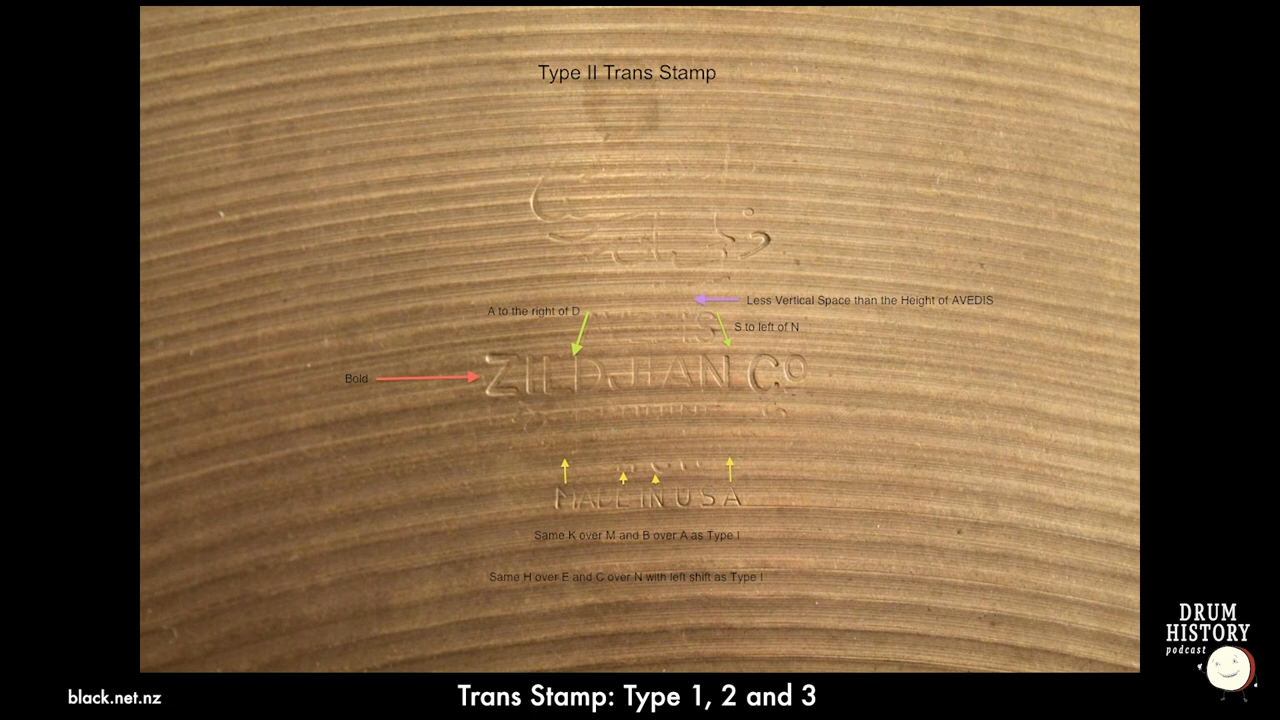 Type II Trans Stamp
Less Vertical Space than the Height of AVEDIS
A to the right of D
S to left of N
Bold
ZILDJIAN Co
MADE IN U S A
Same K over M and B over A as Type I
Same H over E and C over N with left shift as Type I
DRUM
HISTORY
podcast
black.net.nz
Trans Stamp: Type 1, 2 and 3